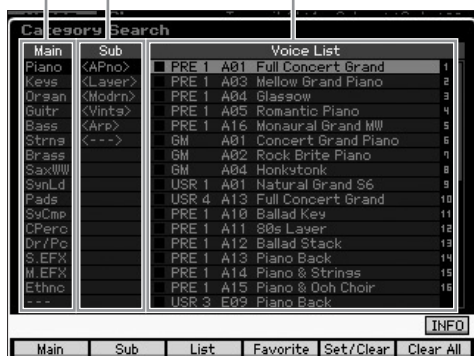 Category Search
Main Sub Voice List
Piano <APno> PRE 1 A01 Full Concert Grand 1
Keys <Layer> PRE 1 A03 Mellow Grand Piano 2
Organ <Modrn> PRE 1 A04 Glasgow 3
Guitr <Vintg> PRE 1 A05 Romantic Piano 4
Bass <Arp> PRE 1 A16 Monaural Grand MW 5
Strng <---> GM A01 Concert Grand Piano 6
Brass GM A02 Rock Brite Piano 7
SaxWW GM A04 Honkytonk 8
SynLd USR 1 A01 Natural Grand S6 9
Pads USR 4 A13 Full Concert Grand 10
SyCmp PRE 1 A10 Ballad Key 11
CPerc PRE 1 A11 80s Layer 12
Dr/Pc PRE 1 A12 Ballad Stack 13
S.EFX PRE 1 A13 Piano Back 14
M.EFX PRE 1 A14 Piano & Strings 15
Ethnc PRE 1 A15 Piano & Ooh Choir 16
--- USR 3 E09 Piano Back
INFO
Main Sub List Favorite Set/Clear Clear All